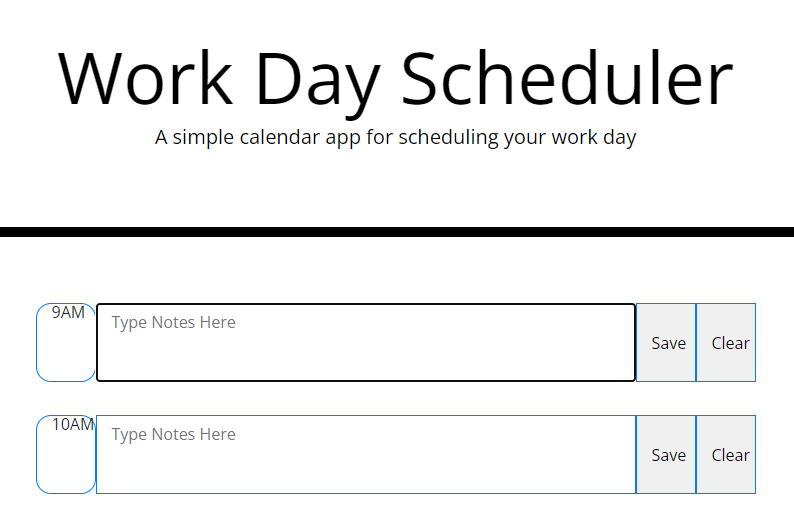 Work Day Scheduler
A simple calendar app for scheduling your work day
9AM Type Notes Here Save Clear
10AM Type Notes Here Save Clear